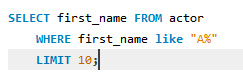 SELECT first_name FROM actor
WHERE first_name like "A%"
LIMIT 10;